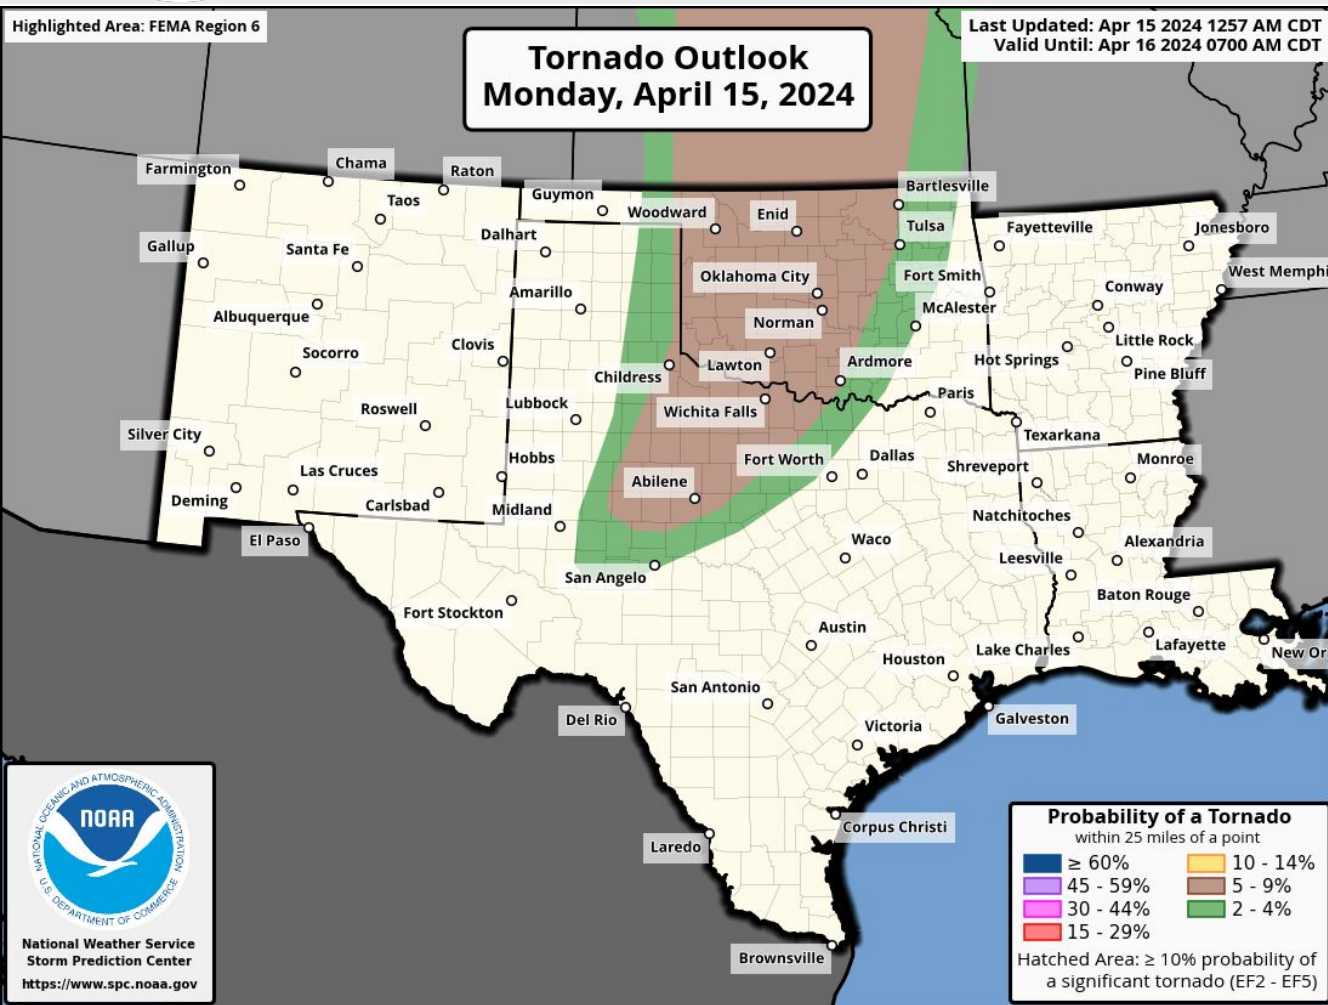 Highlighted Area: FEMA Region 6
Last Updated: Apr 15 2024 1257 AM CDT
Valid Until: Apr 16 2024 0700 AM CDT
Tornado Outlook
Monday, April 15, 2024
Farmington
Chama
Raton
Taos
Guymon
Woodward
Enid
Bartlesville
Tulsa
Fayetteville
Jonesboro
Gallup
Santa Fe
Dalhart
Oklahoma City
Fort Smith
West Memphi
Amarillo
Conway
Albuquerque
Norman
McAlester
Little Rock
Socorro
Clovis
Childress
Lawton
Ardmore
Hot Springs
Pine Bluff
Roswell
Lubbock
Wichita Falls
Paris
Texarkana
Silver City
Las Cruces
Hobbs
Abilene
Fort Worth
Dallas
Shreveport
Monroe
Deming
Carlsbad
Midland
Natchitoches
El Paso
Waco
Leesville
Alexandria
San Angelo
Baton Rouge
Fort Stockton
Austin
Lake Charles
Lafayette
New Or
Houston
San Antonio
Del Rio
Galveston
Victoria
Corpus Christi
Laredo
Brownsville
NATIONAL OCEANIC AND ATMOSPHERIC ADMINISTRATION
NOAA
U.S. DEPARTMENT OF COMMERCE
National Weather Service
Storm Prediction Center
https://www.spc.noaa.gov
Probability of a Tornado
within 25 miles of a point
≥ 60%
10 - 14%
45 - 59%
5 - 9%
30 - 44%
2 - 4%
15 - 29%
Hatched Area: ≥ 10% probability of
a significant tornado (EF2 - EF5)